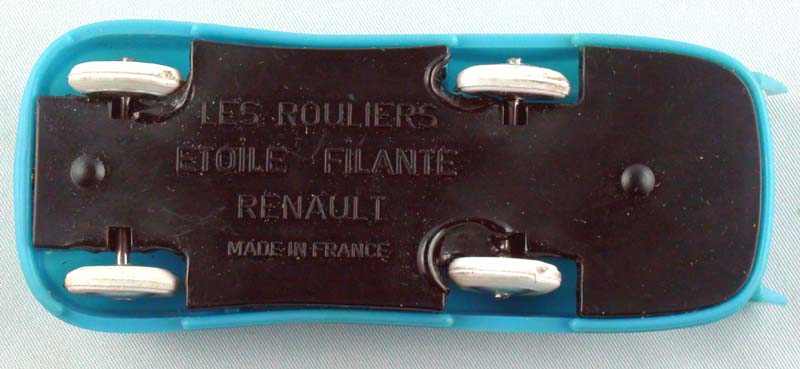 LES ROULIERS
ETOILE FILANTE
RENAULT
MADE IN FRANCE